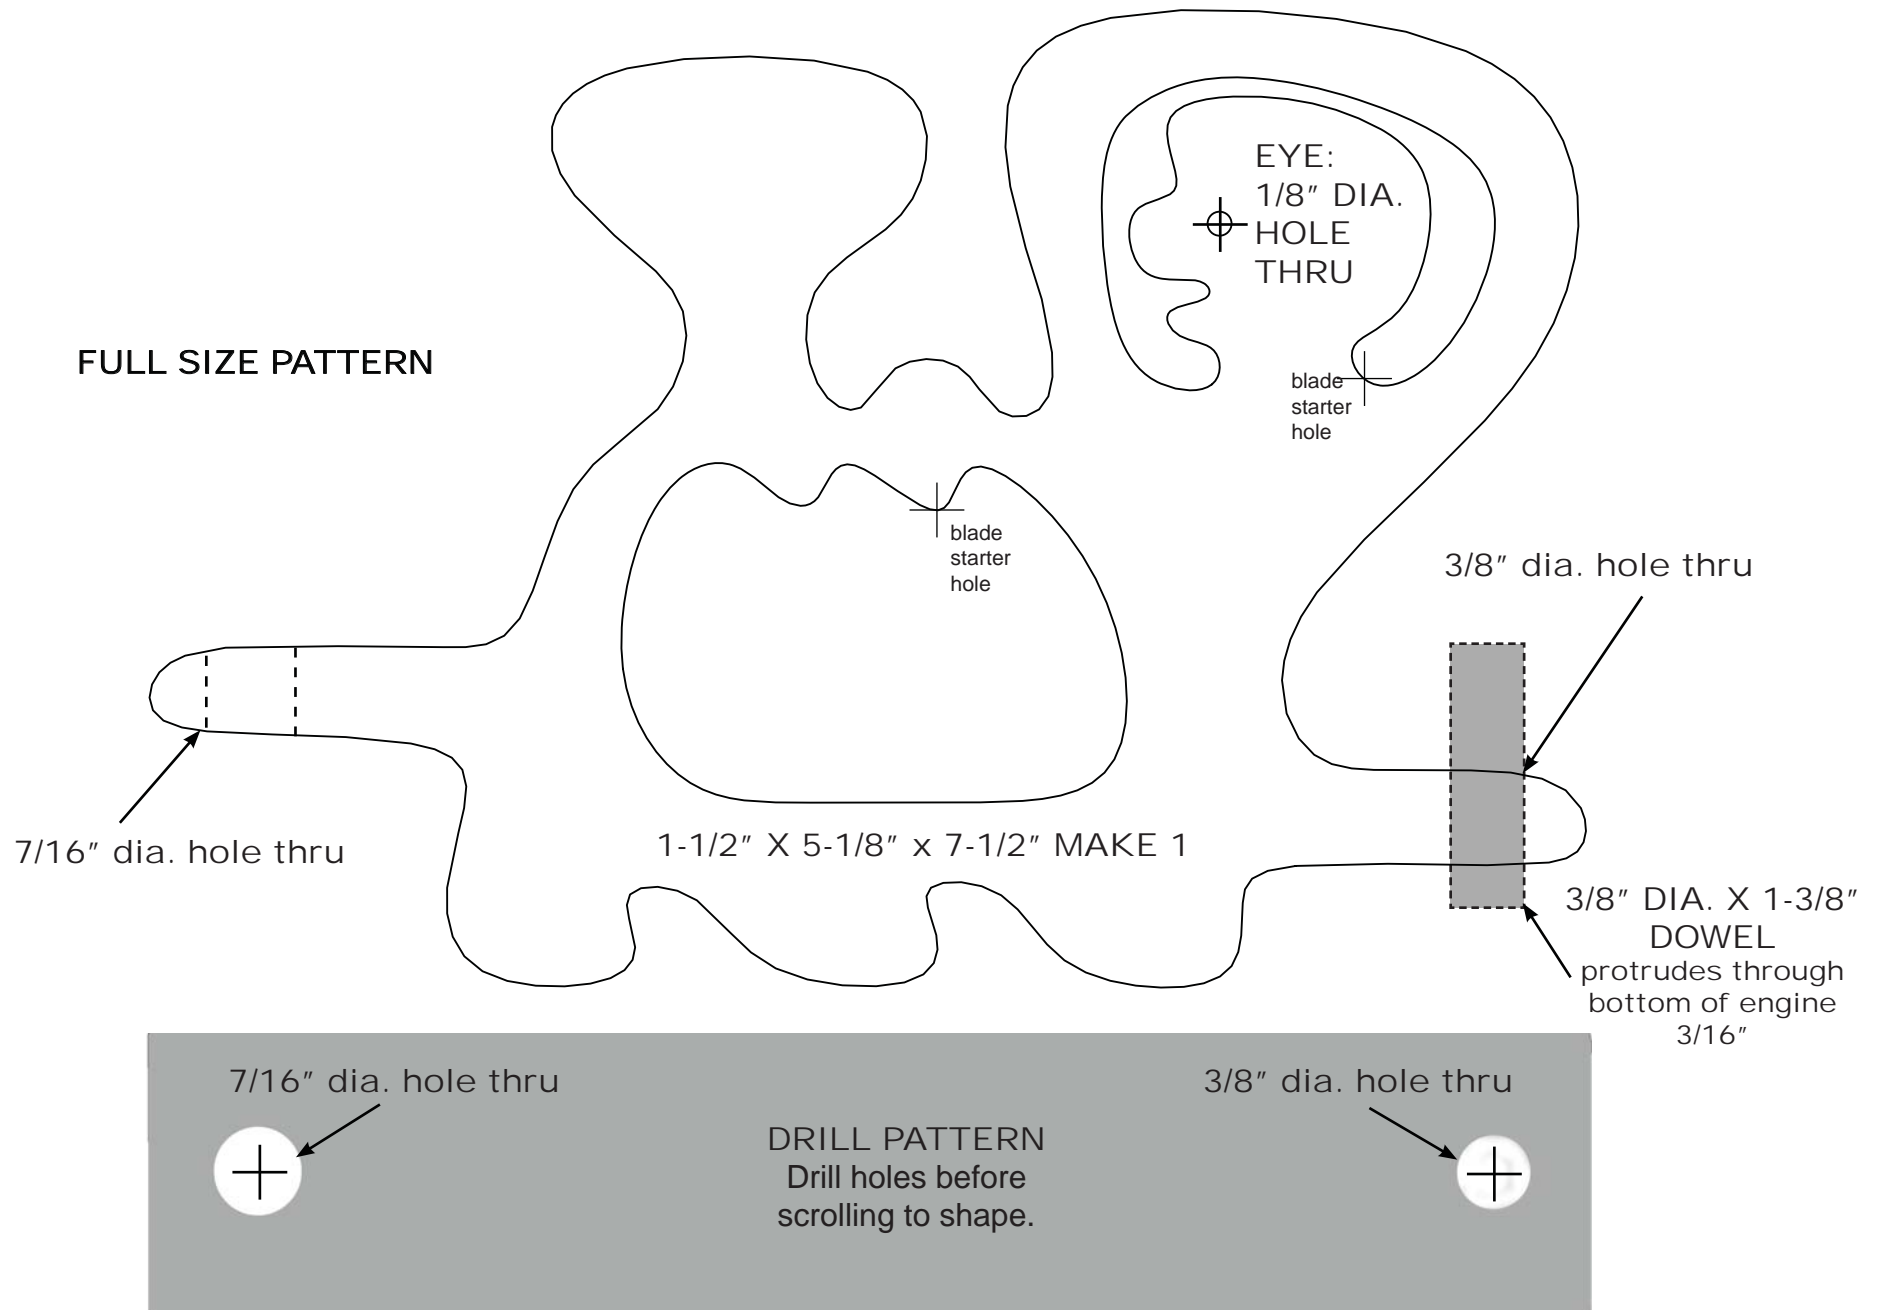 EYE:
1/8” DIA.
HOLE
THRU
FULL SIZE PATTERN
blade
starter
hole
blade
starter
hole
3/8” dia. hole thru
7/16” dia. hole thru
1-1/2” X 5-1/8” x 7-1/2” MAKE 1
3/8” DIA. X 1-3/8”
DOWEL
protrudes through
bottom of engine
3/16”
7/16” dia. hole thru
3/8” dia. hole thru
DRILL PATTERN
Drill holes before
scrolling to shape.